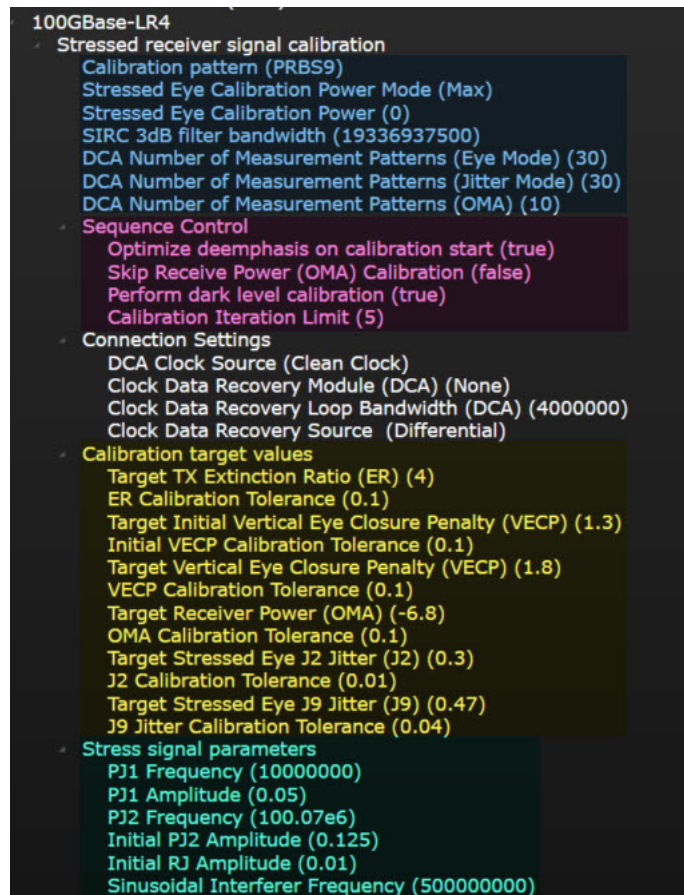 100GBase-LR4
Stressed receiver signal calibration
Calibration pattern (PRBS9)
Stressed Eye Calibration Power Mode (Max)
Stressed Eye Calibration Power (0)
SIRC 3dB filter bandwidth (19336937500)
DCA Number of Measurement Patterns (Eye Mode) (30)
DCA Number of Measurement Patterns (Jitter Mode) (30)
DCA Number of Measurement Patterns (OMA) (10)
Sequence Control
Optimize deemphasis on calibration start (true)
Skip Receive Power (OMA) Calibration (false)
Perform dark level calibration (true)
Calibration Iteration Limit (5)
Connection Settings
DCA Clock Source (Clean Clock)
Clock Data Recovery Module (DCA) (None)
Clock Data Recovery Loop Bandwidth (DCA) (4000000)
Clock Data Recovery Source  (Differential)
Calibration target values
Target TX Extinction Ratio (ER) (4)
ER Calibration Tolerance (0.1)
Target Initial Vertical Eye Closure Penalty (VECP) (1.3)
Initial VECP Calibration Tolerance (0.1)
Target Vertical Eye Closure Penalty (VECP) (1.8)
VECP Calibration Tolerance (0.1)
Target Receiver Power (OMA) (-6.8)
OMA Calibration Tolerance (0.1)
Target Stressed Eye J2 Jitter (J2) (0.3)
J2 Calibration Tolerance (0.01)
Target Stressed Eye J9 Jitter (J9) (0.47)
J9 Jitter Calibration Tolerance (0.04)
Stress signal parameters
PJ1 Frequency (10000000)
PJ1 Amplitude (0.05)
PJ2 Frequency (100.07e6)
Initial PJ2 Amplitude (0.125)
Initial RJ Amplitude (0.01)
Sinusoidal Interferer Frequency (500000000)